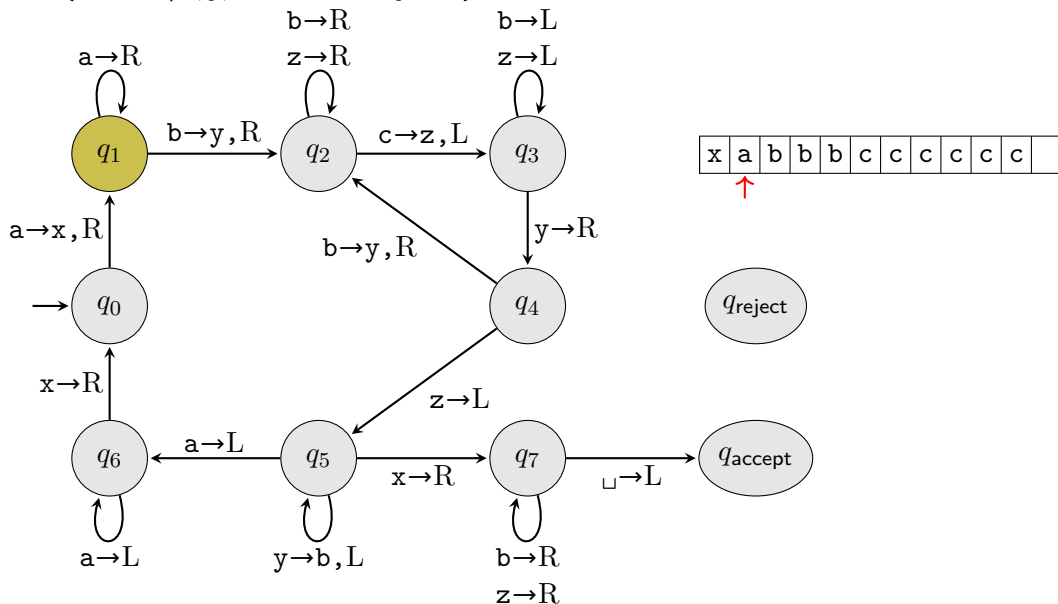 b→R
b→L
a→R
z→R
z→L
q1
b→y,R
q2
c→z,L
q3
x a b b b c c c c c c
↑
a→x,R
b→y,R
y→R
q0
q4
qreject
x→R
z→L
q6
a→L
q5
x→R
q7
␣→L
qaccept
a→L
y→b,L
b→R
z→R